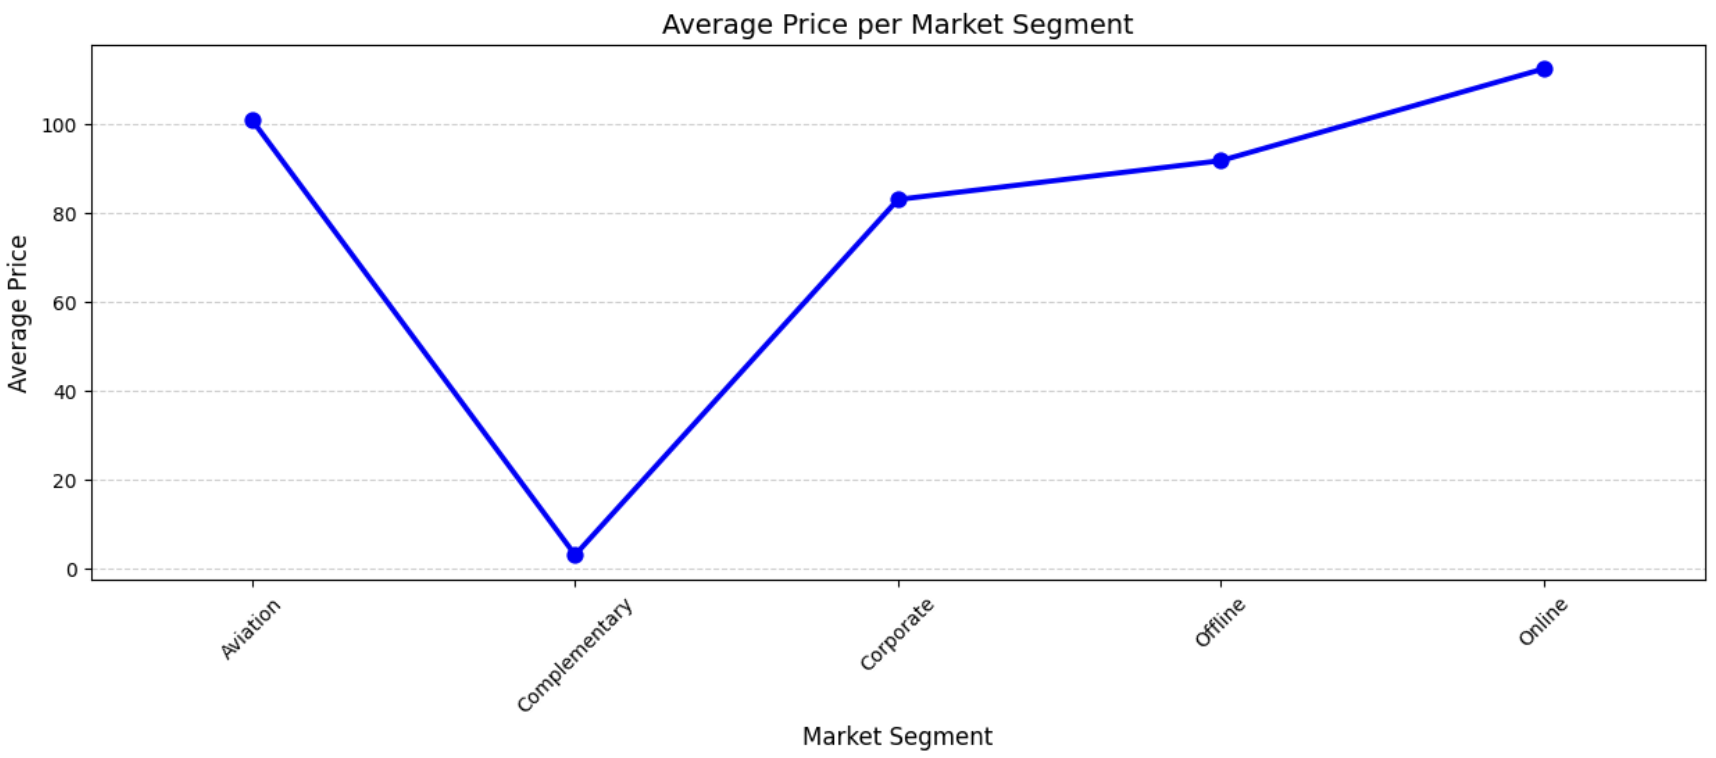 Average Price per Market Segment
Average Price
100
80
60
40
20
0
Aviation
Complementary
Corporate
Offline
Online
Market Segment